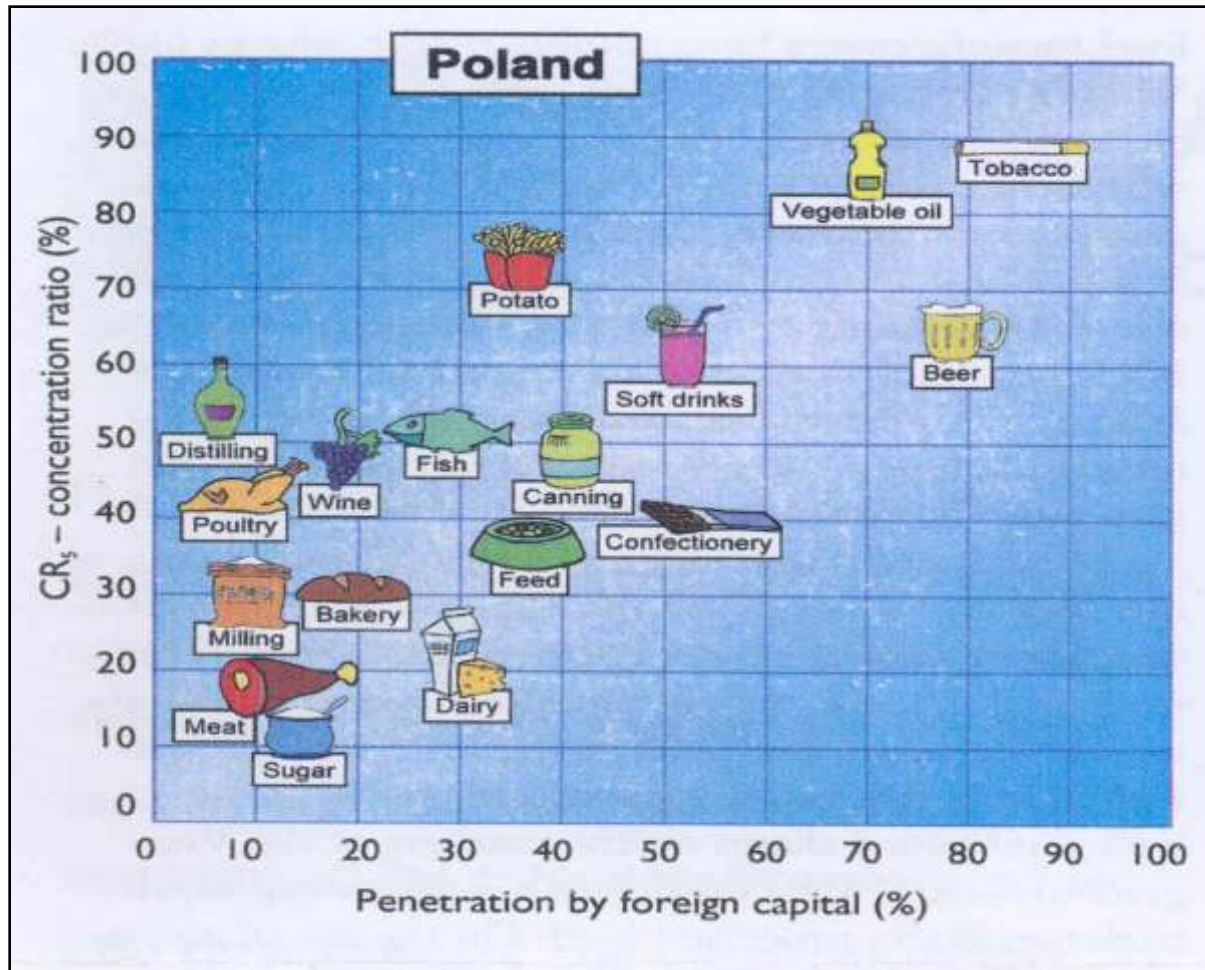 Poland
CR₅ – concentration ratio (%)
100
90
80
70
60
50
40
30
20
10
0
Tobacco
Vegetable oil
Potato
Beer
Soft drinks
Distilling
Fish
Wine
Canning
Poultry
Confectionery
Feed
Bakery
Milling
Dairy
Meat
Sugar
0 10 20 30 40 50 60 70 80 90 100
Penetration by foreign capital (%)